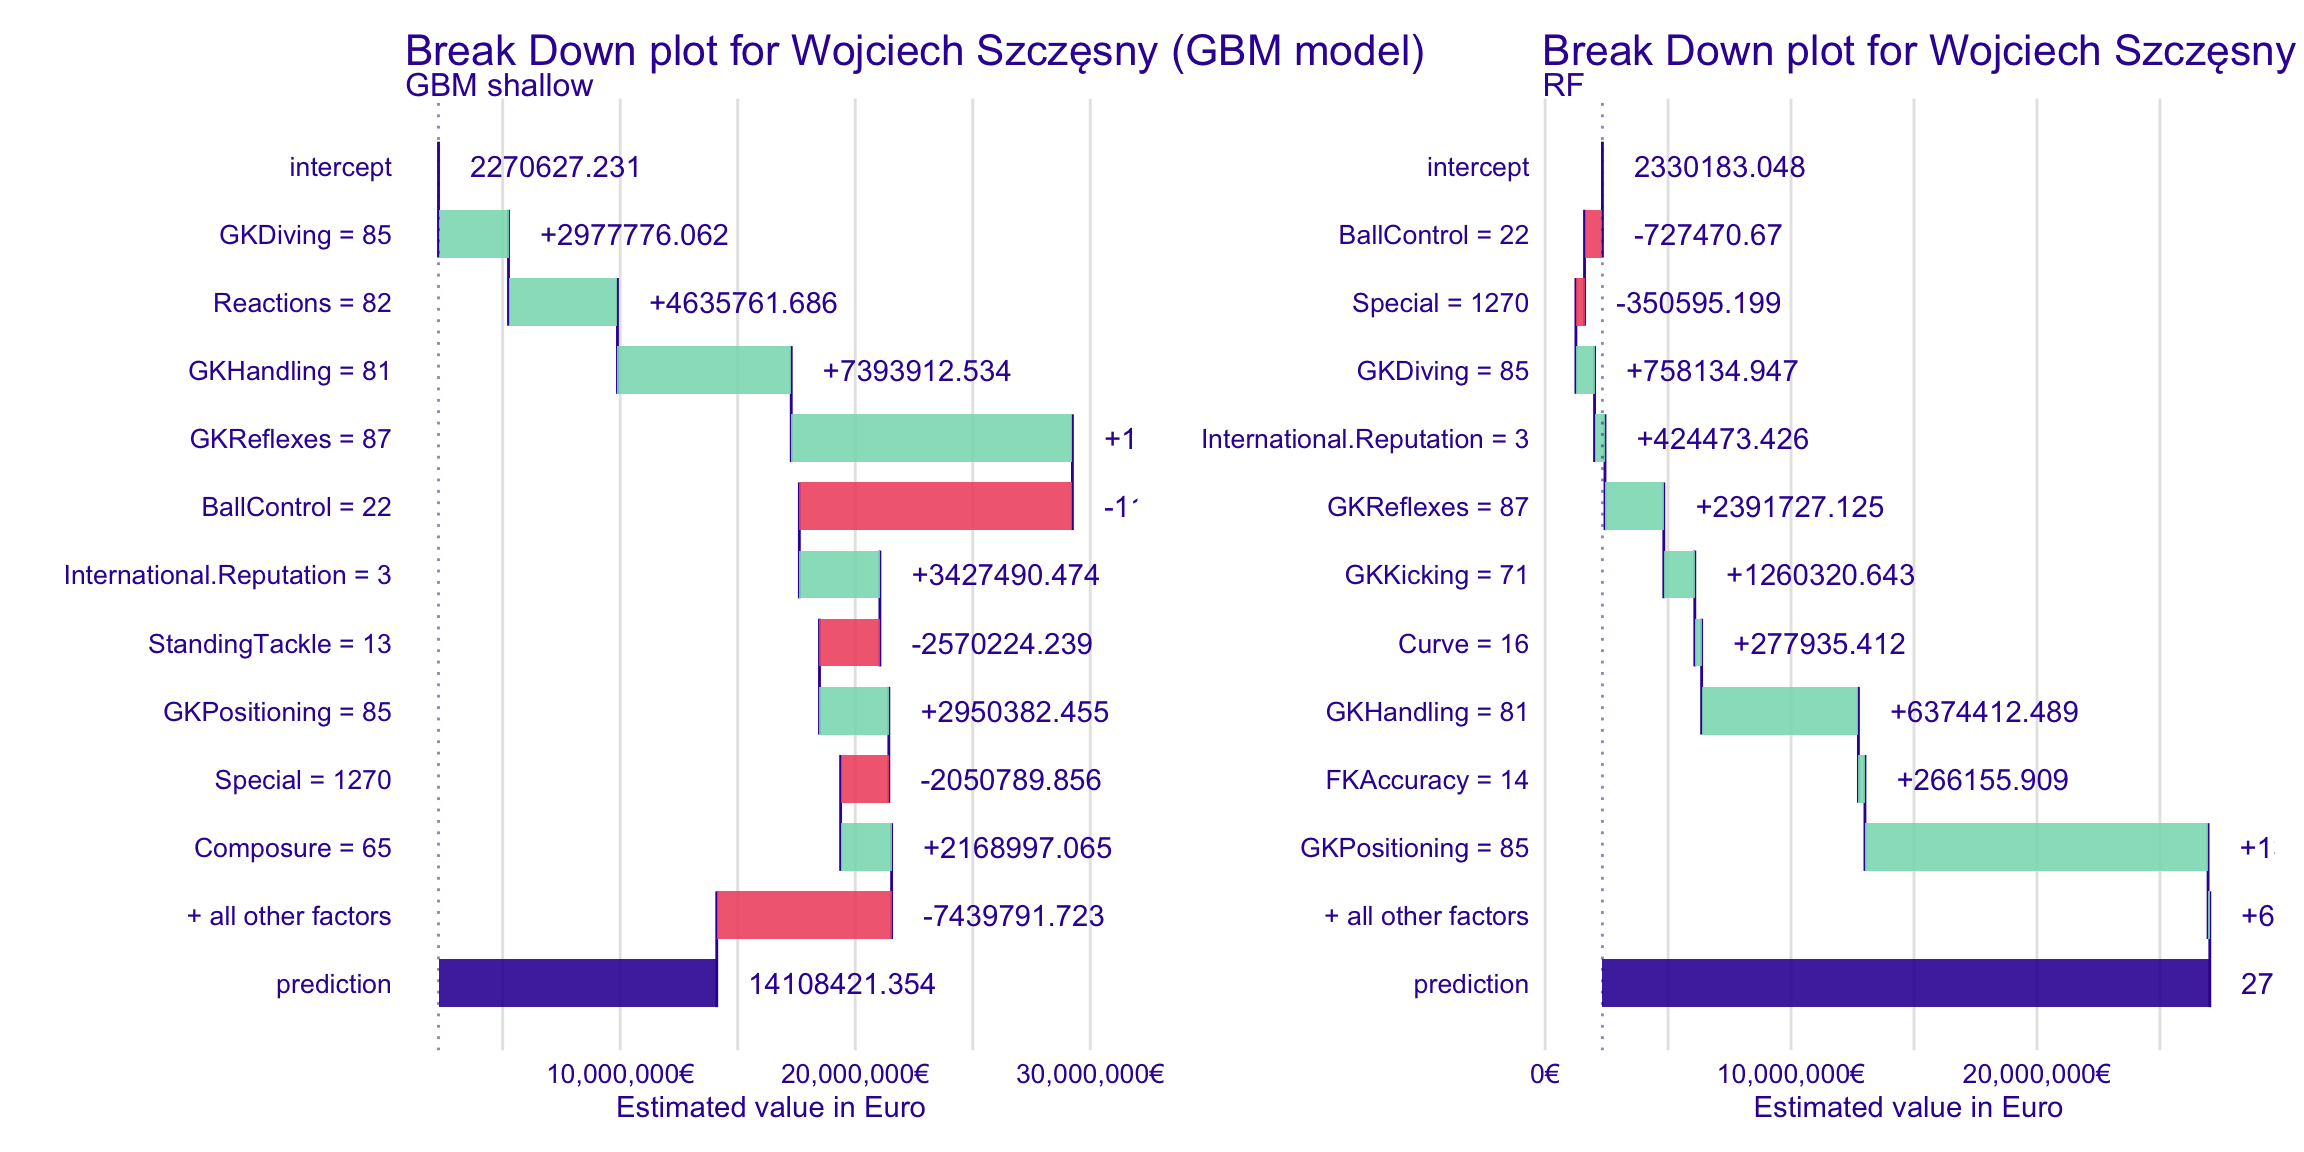 Break Down plot for Wojciech Szczęsny (GBM model)
GBM shallow
intercept 2270627.231
GKDiving = 85 +2977776.062
Reactions = 82 +4635761.686
GKHandling = 81 +7393912.534
GKReflexes = 87 +1
BallControl = 22 -11
International.Reputation = 3 +3427490.474
StandingTackle = 13 -2570224.239
GKPositioning = 85 +2950382.455
Special = 1270 -2050789.856
Composure = 65 +2168997.065
+ all other factors -7439791.723
prediction 14108421.354
10,000,000€ 20,000,000€ 30,000,000€
Estimated value in Euro
Break Down plot for Wojciech Szczęsny
RF
intercept 2330183.048
BallControl = 22 -727470.67
Special = 1270 -350595.199
GKDiving = 85 +758134.947
International.Reputation = 3 +424473.426
GKReflexes = 87 +2391727.125
GKKicking = 71 +1260320.643
Curve = 16 +277935.412
GKHandling = 81 +6374412.489
FKAccuracy = 14 +266155.909
GKPositioning = 85 +1
+ all other factors +6
prediction 27
0€ 10,000,000€ 20,000,000€
Estimated value in Euro